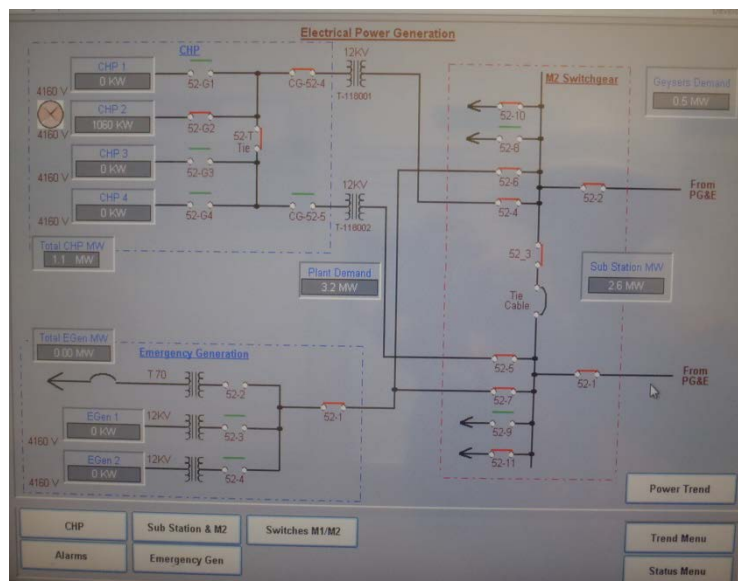 Electrical Power Generation
CHP
12KV
M2 Switchgear
CHP 1
0 KW
52-G1
CG-52-4
T-118001
Geysers Demand
0.5 MW
4160 V
CHP 2
1060 KW
52-G2
52-10
4160 V
52-T
Tie
52-8
CHP 3
0 KW
52-G3
52-6
52-2
From
PG&E
4160 V
12KV
52-4
CHP 4
0 KW
52-G4
CG-52-5
4160 V
T-118002
Total CHP MW
1.1 MW
52_3
Plant Demand
3.2 MW
Sub Station MW
2.6 MW
Tie
Cable
Total EGen MW
0.00 MW
Emergency Generation
52-5
From
PG&E
T 70
52-2
52-1
52-7
52-1
EGen 1
0 KW
12KV
52-3
52-9
4160 V
EGen 2
0 KW
12KV
52-4
52-11
4160 V
Power Trend
CHP
Sub Station & M2
Switches M1/M2
Trend Menu
Alarms
Emergency Gen
Status Menu